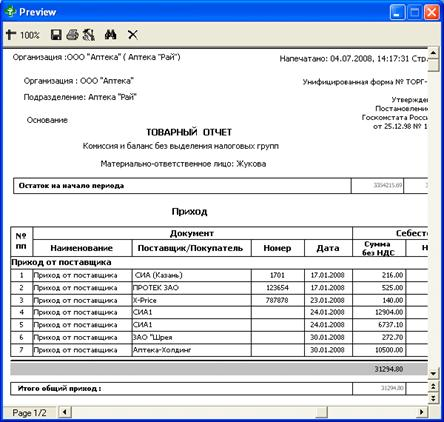 Preview
100%
Организация :ООО "Аптека" ( Аптека "Рай") Напечатано: 04.07.2008, 14:17:31 Стр.
Организация : ООО "Аптека" Унифицированная форма № ТОРГ-
Подразделение: Аптека "Рай" Утвержде
Постановлени
Основание Госкомстата Росси
от 25.12.98 № 1
ТОВАРНЫЙ ОТЧЕТ
Комиссия и баланс без выделения налоговых групп
Материально-ответственное лицо: Жукова
Остаток на начало периода 3354215.69 3
Приход
№ пп Документ Себест
Наименование Поставщик/Покупатель Номер Дата Сумма без НДС Н
Приход от поставщика
1 Приход от поставщика СИА (Казань) 1701 17.01.2008 216.00
2 Приход от поставщика ПРОТЕК ЗАО 123654 17.01.2008 525.00
3 Приход от поставщика X-Price 787878 23.01.2008 140.00
4 Приход от поставщика СИА1 24.01.2008 12904.00
5 Приход от поставщика СИА1 24.01.2008 6737.10
6 Приход от поставщика ЗАО "Шрея 30.01.2008 272.70
7 Приход от поставщика Аптека-Холдинг 30.01.2008 10500.00
31294.80
Итого общий приход : 31294.80
Page 1/2